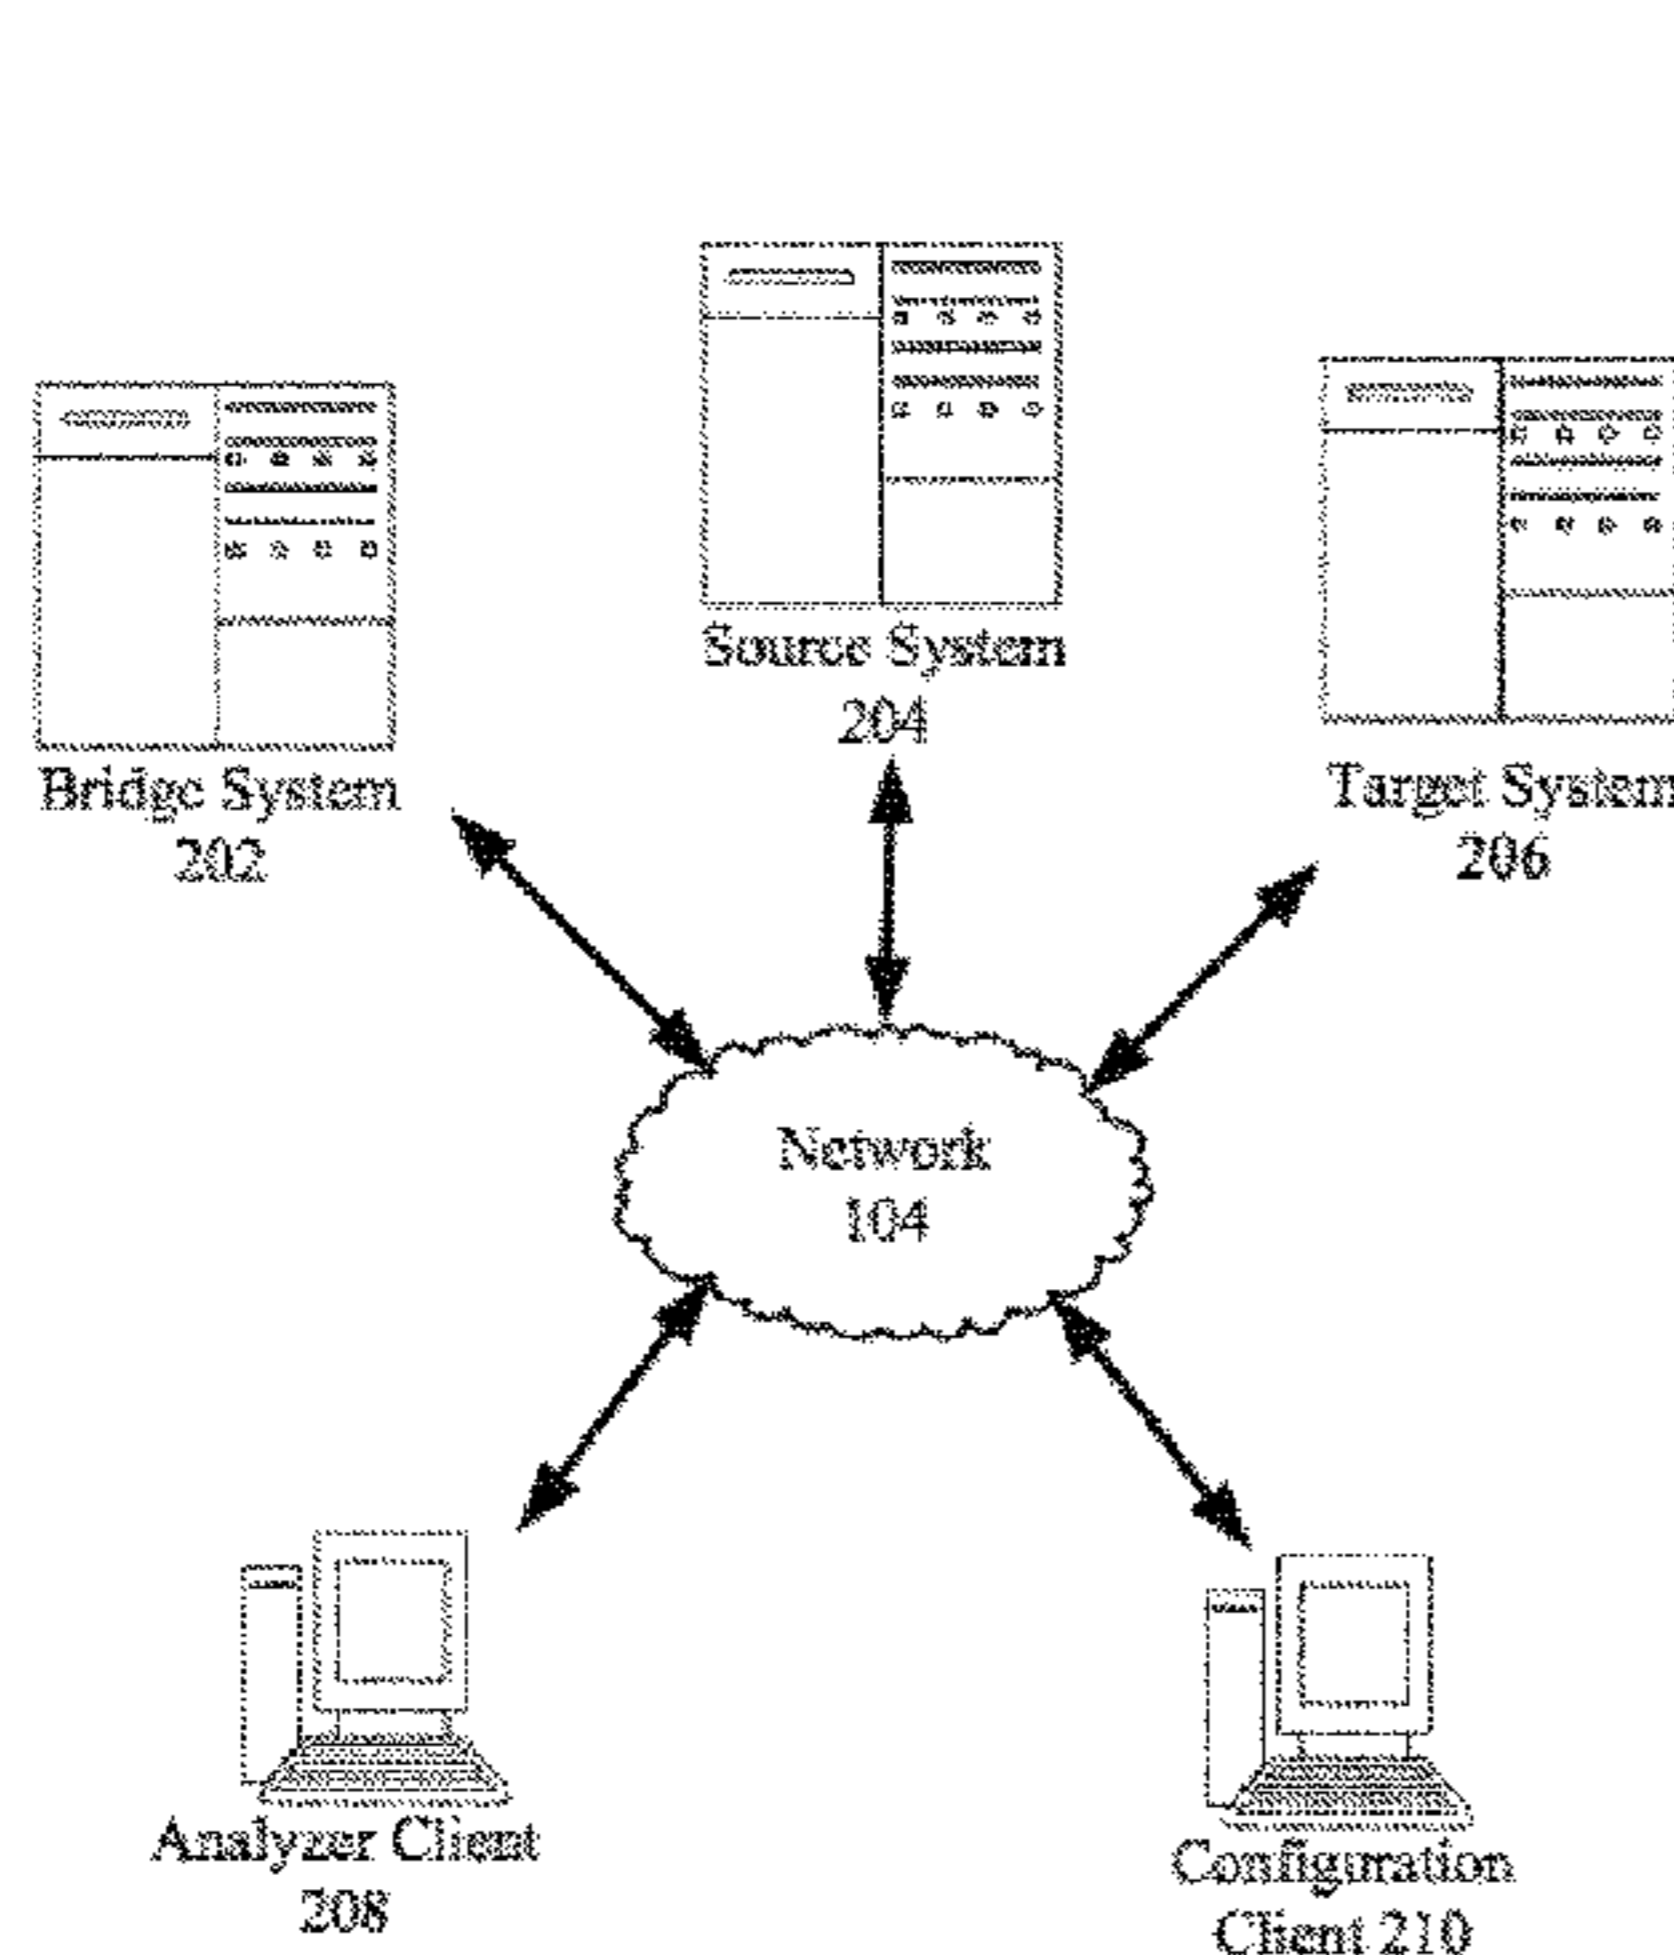 Source System
204
Bridge System
202
Target System
206
Network
104
Analyzer Client
208
Configuration
Client 210